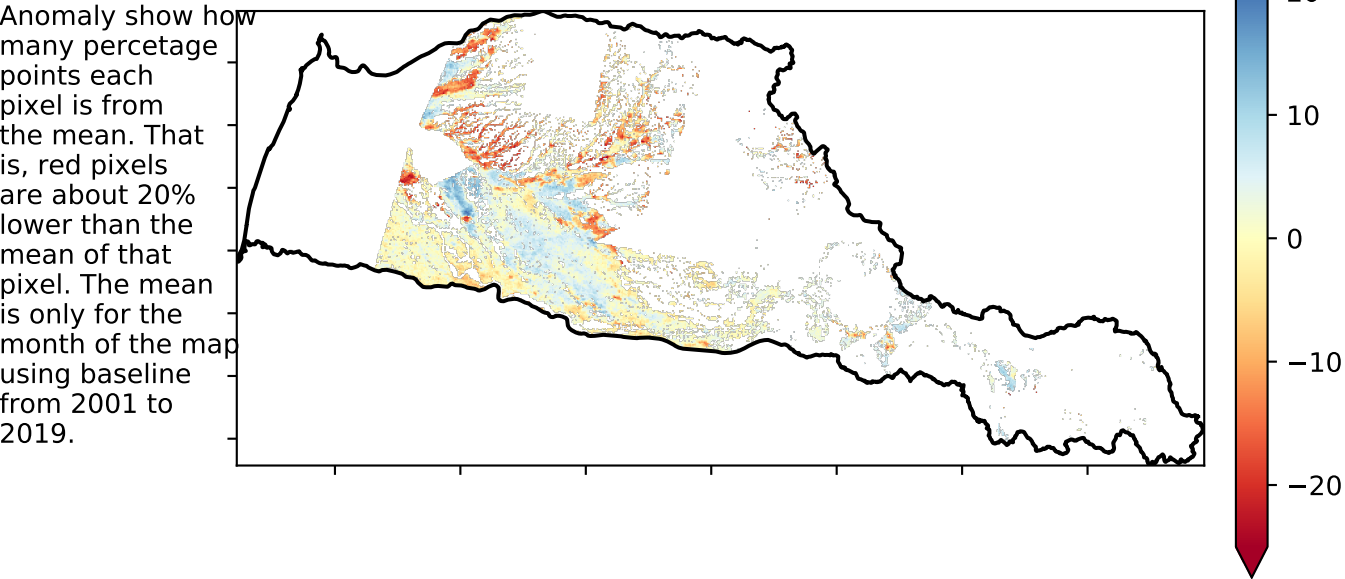 Anomaly show how
many percetage
points each
pixel is from
the mean. That
is, red pixels
are about 20%
lower than the
mean of that
pixel. The mean
is only for the
month of the map
using baseline
from 2001 to
2019.
10
0
−10
−20